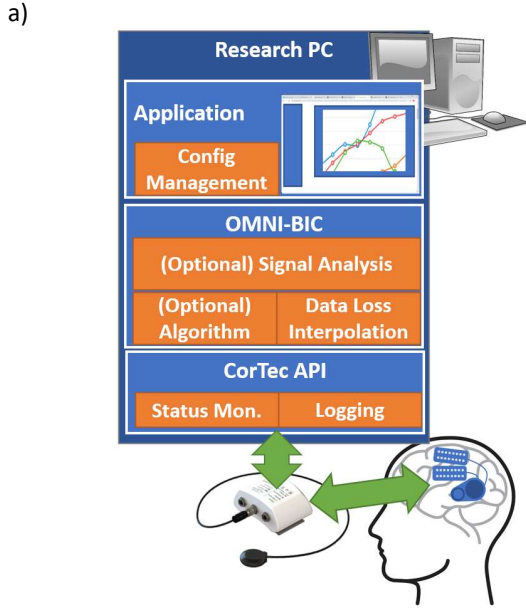 a)
Research PC
Application
Config
Management
OMNI-BIC
(Optional) Signal Analysis
(Optional)
Algorithm
Data Loss
Interpolation
CorTec API
Status Mon.
Logging